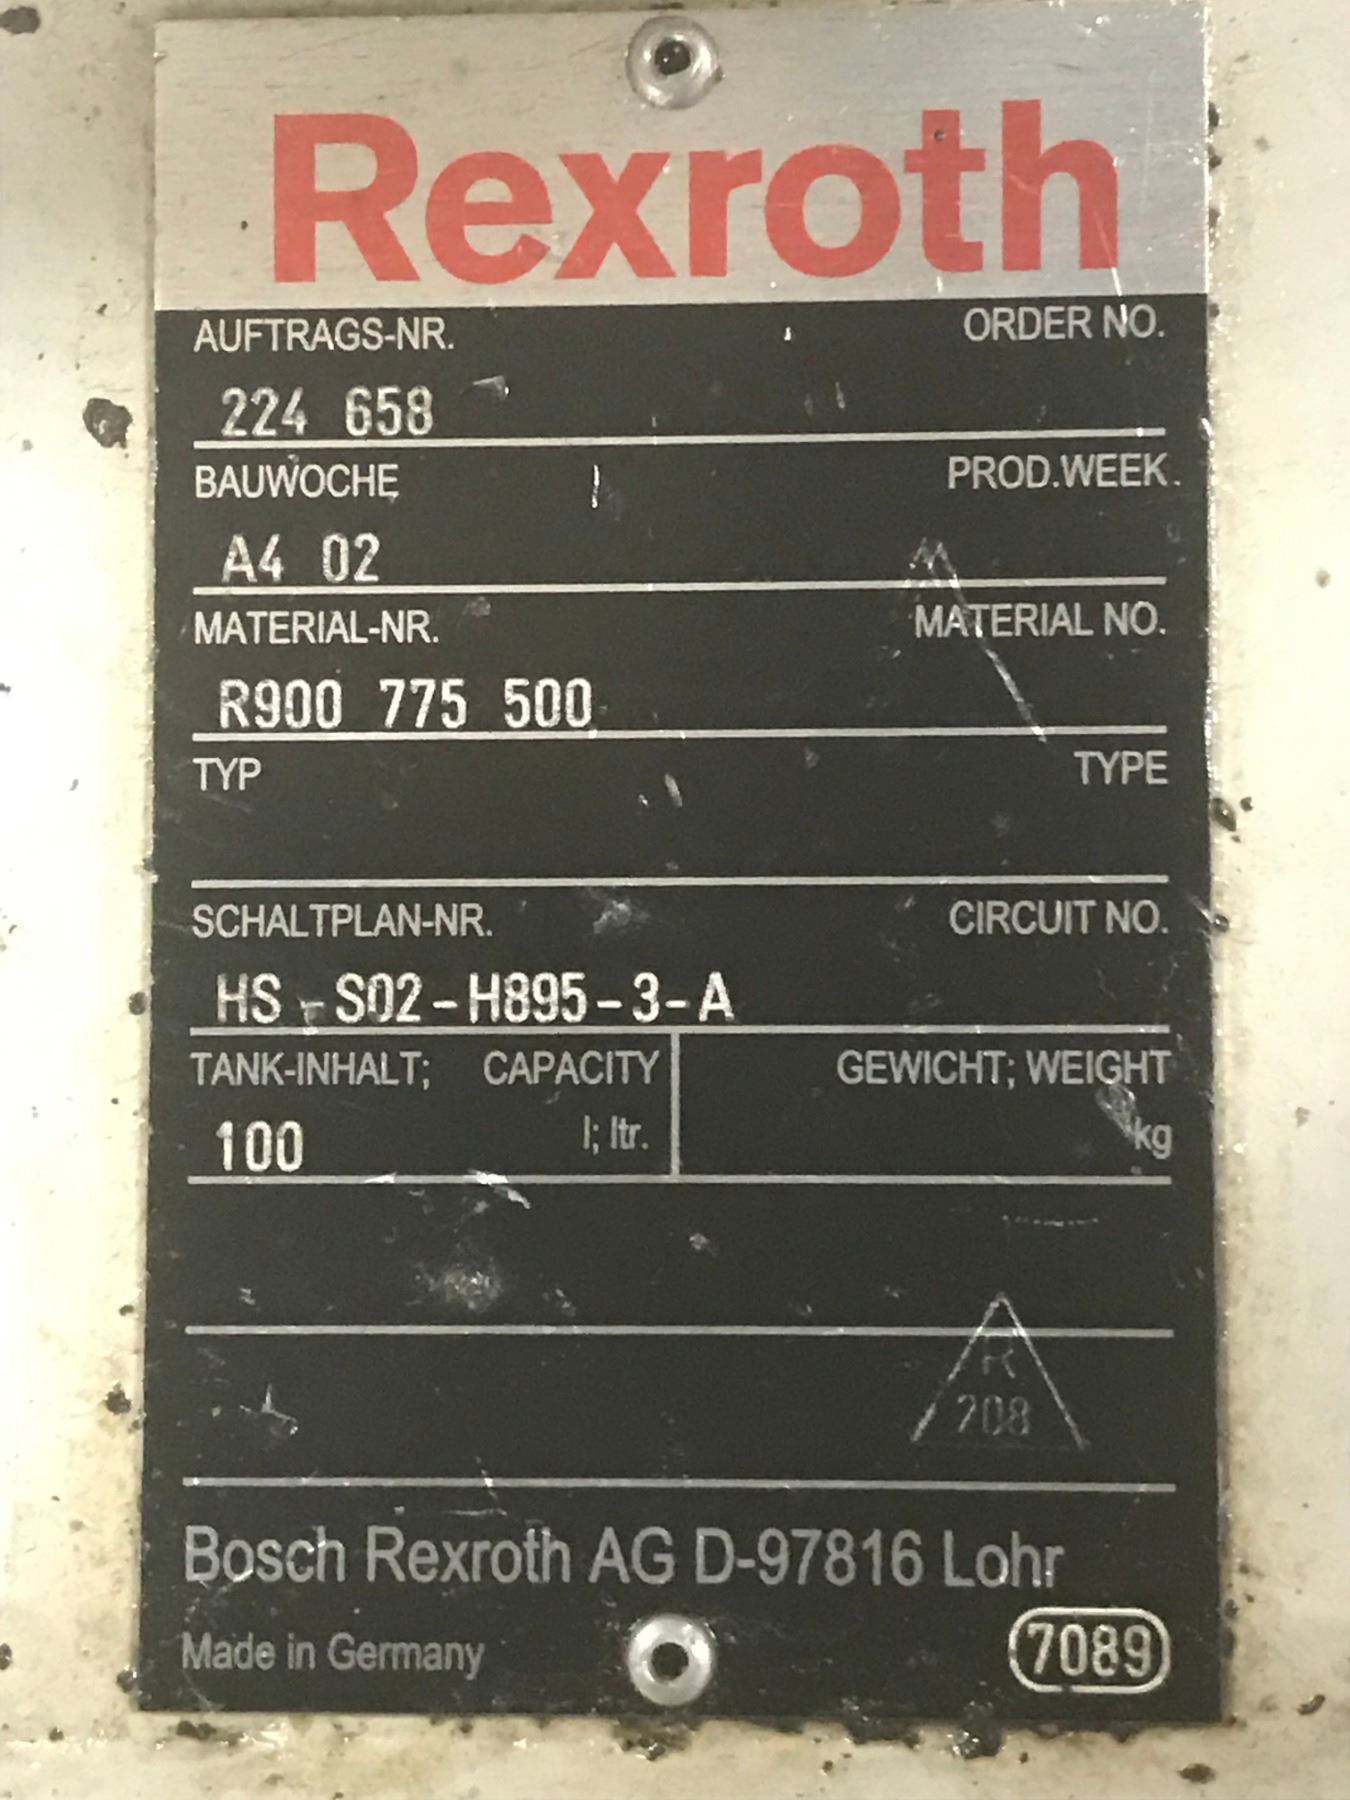 Rexroth
AUFTRAGS-NR. ORDER NO.
224 658
BAUWOCHE PROD.WEEK.
A4 02
MATERIAL-NR. MATERIAL NO.
R900 775 500
TYP TYPE
SCHALTPLAN-NR. CIRCUIT NO.
HS - S02-H895-3-A
TANK-INHALT; CAPACITY GEWICHT; WEIGHT
100 l; ltr. kg
R
208
Bosch Rexroth AG D-97816 Lohr
Made in Germany 7089